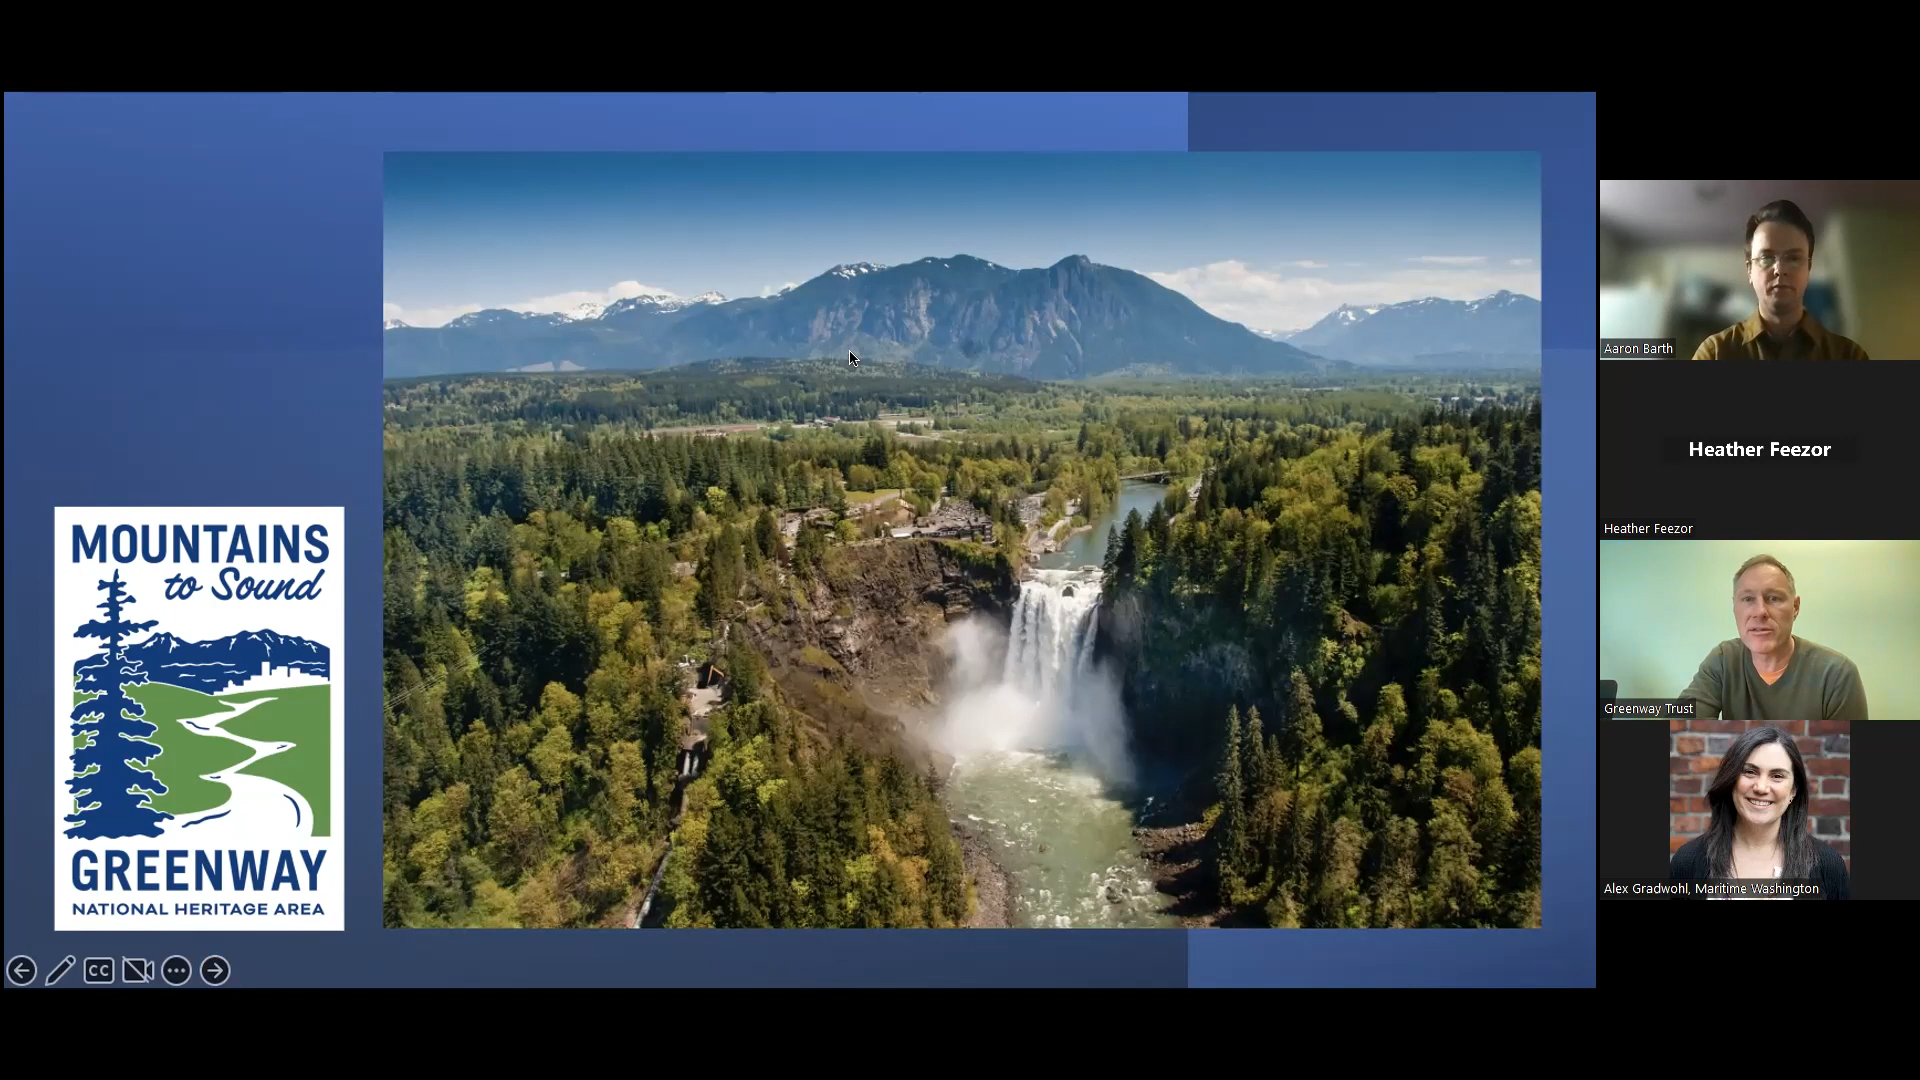 MOUNTAINS
to Sound
GREENWAY
NATIONAL HERITAGE AREA
CC
Aaron Barth
Heather Feezor
Heather Feezor
Greenway Trust
Alex Gradwohl, Maritime Washington